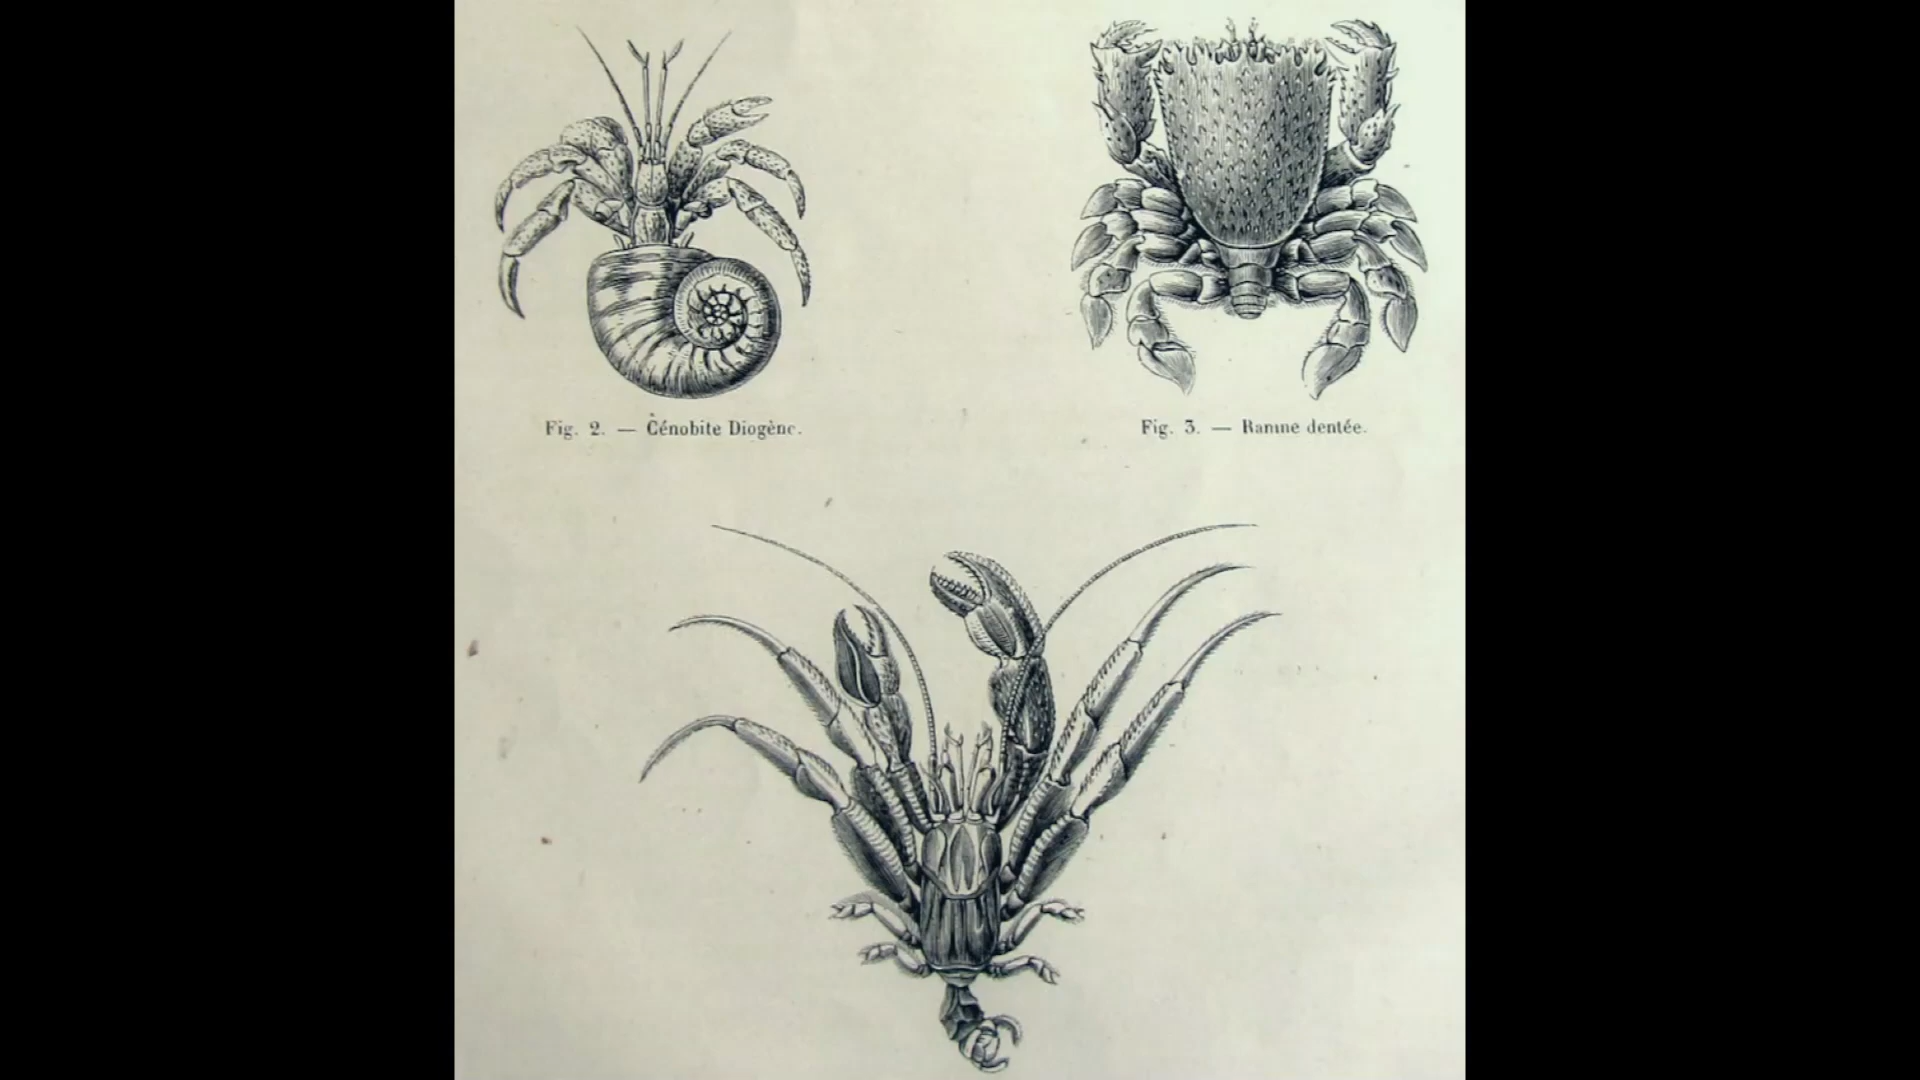 Fig. 2. — Cénobite Diogène.
Fig. 3. — Ranine dentée.